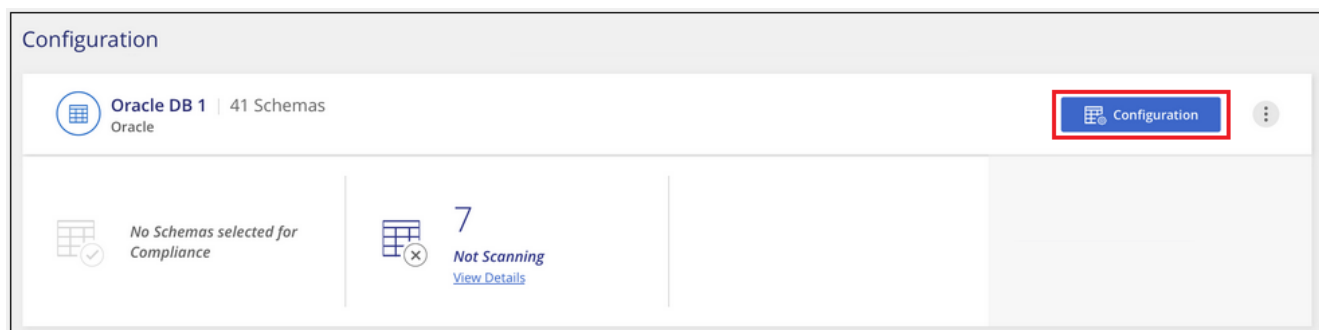 Configuration
Oracle DB 1 | 41 Schemas
Oracle
Configuration
No Schemas selected for
Compliance
7
Not Scanning
View Details